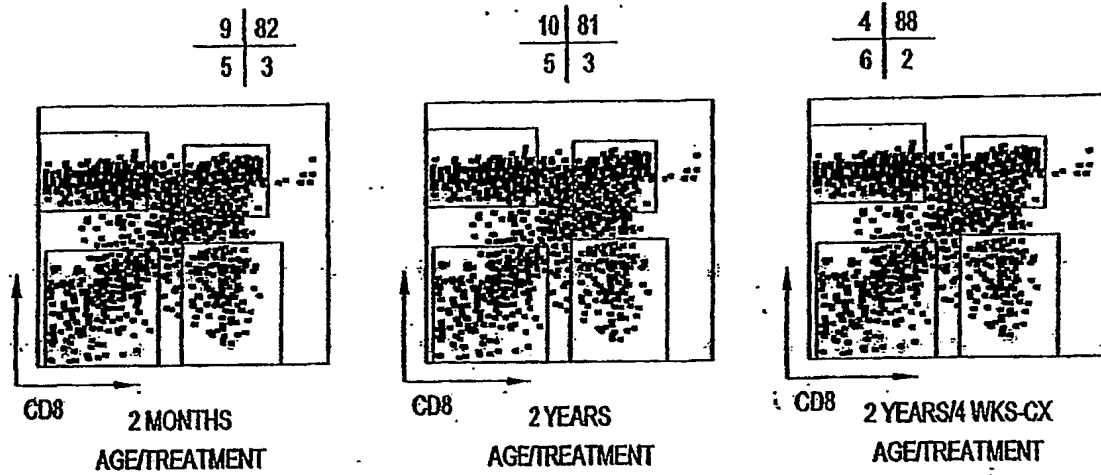 9 82
5 3
10 81
5 3
4 88
6 2
CD8
2 MONTHS
AGE/TREATMENT
CD8
2 YEARS
AGE/TREATMENT
CD8
2 YEARS/4 WKS-CX
AGE/TREATMENT